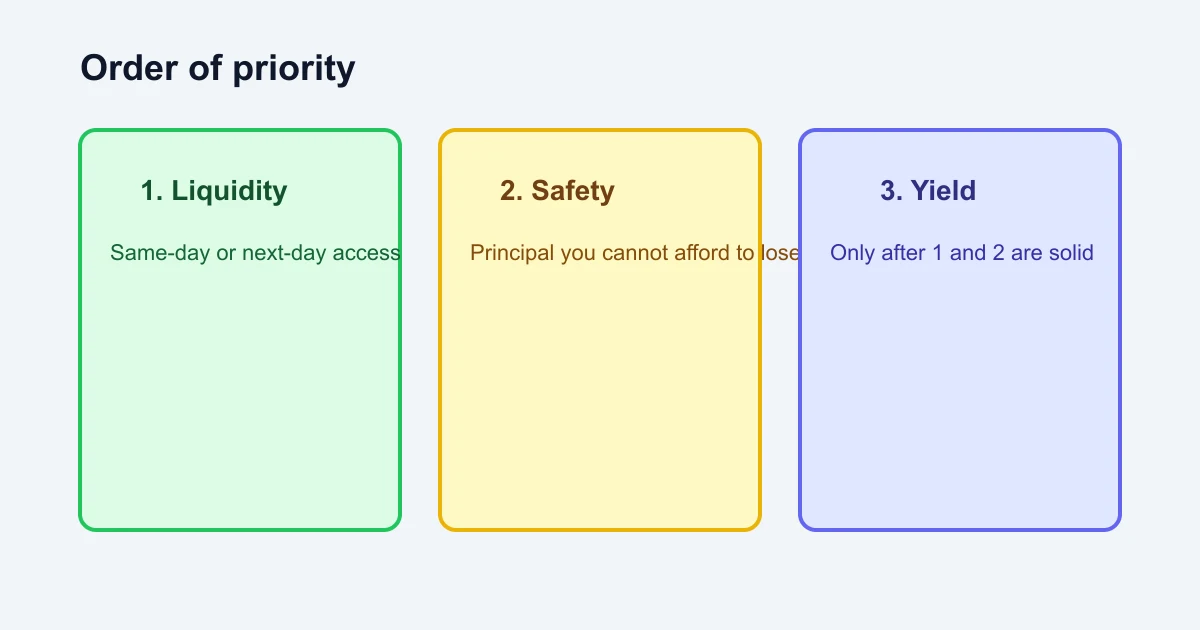 Order of priority
1. Liquidity
Same-day or next-day access
2. Safety
Principal you cannot afford to lose
3. Yield
Only after 1 and 2 are solid